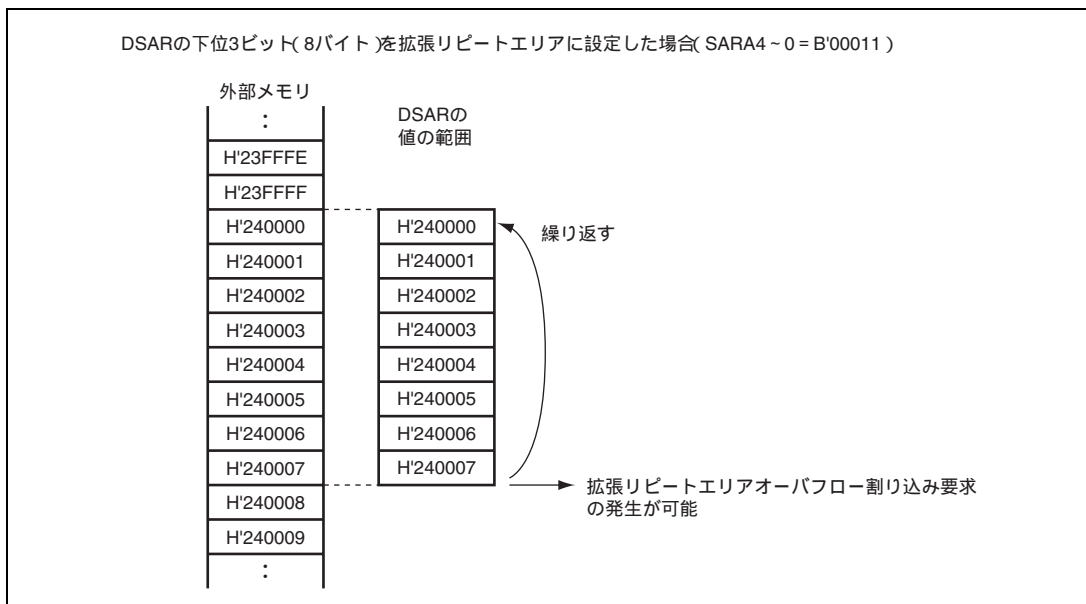 DSARの下位3ビット(8バイト)を拡張リピートエリアに設定した場合(SARA4~0=B'00011)
外部メモリ
:
H'23FFFE
H'23FFFF
H'240000
H'240001
H'240002
H'240003
H'240004
H'240005
H'240006
H'240007
H'240008
H'240009
:
DSARの
値の範囲
H'240000
H'240001
H'240002
H'240003
H'240004
H'240005
H'240006
H'240007
繰り返す
拡張リピートエリアオーバフロー割り込み要求
の発生が可能